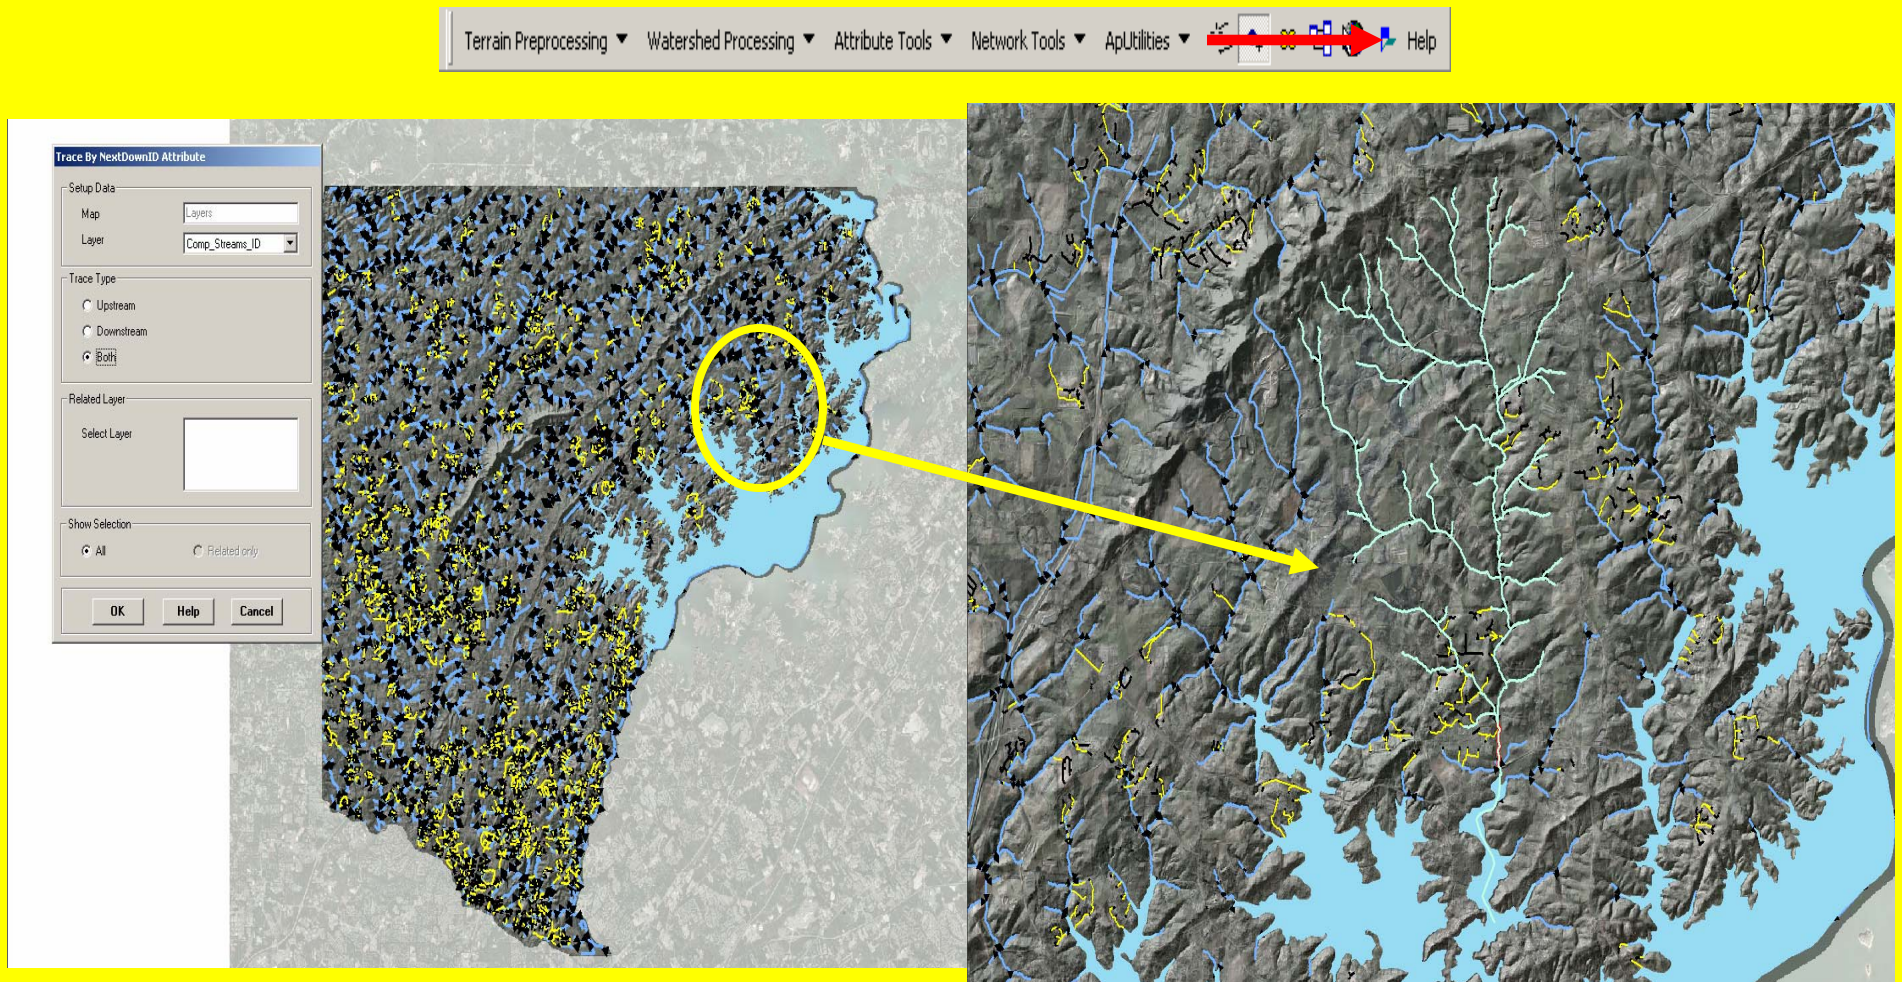 Terrain Preprocessing Watershed Processing Attribute Tools Network Tools ApUtilities Help
Trace By NextDownID Attribute
Setup Data
Map Layers
Layer Comp_Streams_ID
Trace Type
Upstream
Downstream
Both
Related Layer
Select Layer
Show Selection
All Related only
OK Help Cancel